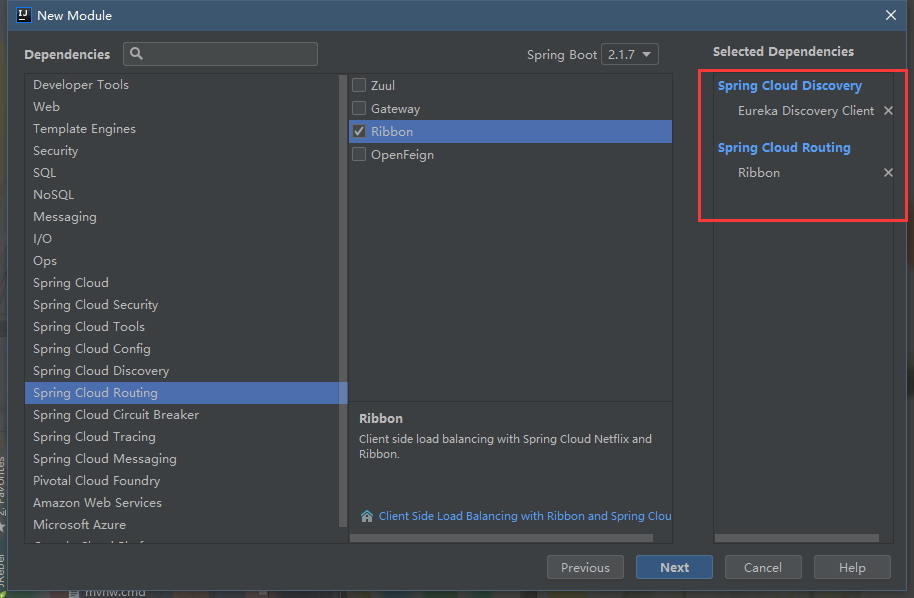 New Module
Dependencies
Spring Boot 2.1.7
Selected Dependencies
Developer Tools
Web
Template Engines
Security
SQL
NoSQL
Messaging
I/O
Ops
Spring Cloud
Spring Cloud Security
Spring Cloud Tools
Spring Cloud Config
Spring Cloud Discovery
Spring Cloud Routing
Spring Cloud Circuit Breaker
Spring Cloud Tracing
Spring Cloud Messaging
Pivotal Cloud Foundry
Amazon Web Services
Microsoft Azure
Zuul
Gateway
Ribbon
OpenFeign
Ribbon
Client side load balancing with Spring Cloud Netflix and
Ribbon.
Client Side Load Balancing with Ribbon and Spring Clou
Spring Cloud Discovery
Eureka Discovery Client
Spring Cloud Routing
Ribbon
Previous
Next
Cancel
Help
mvnw.cmd